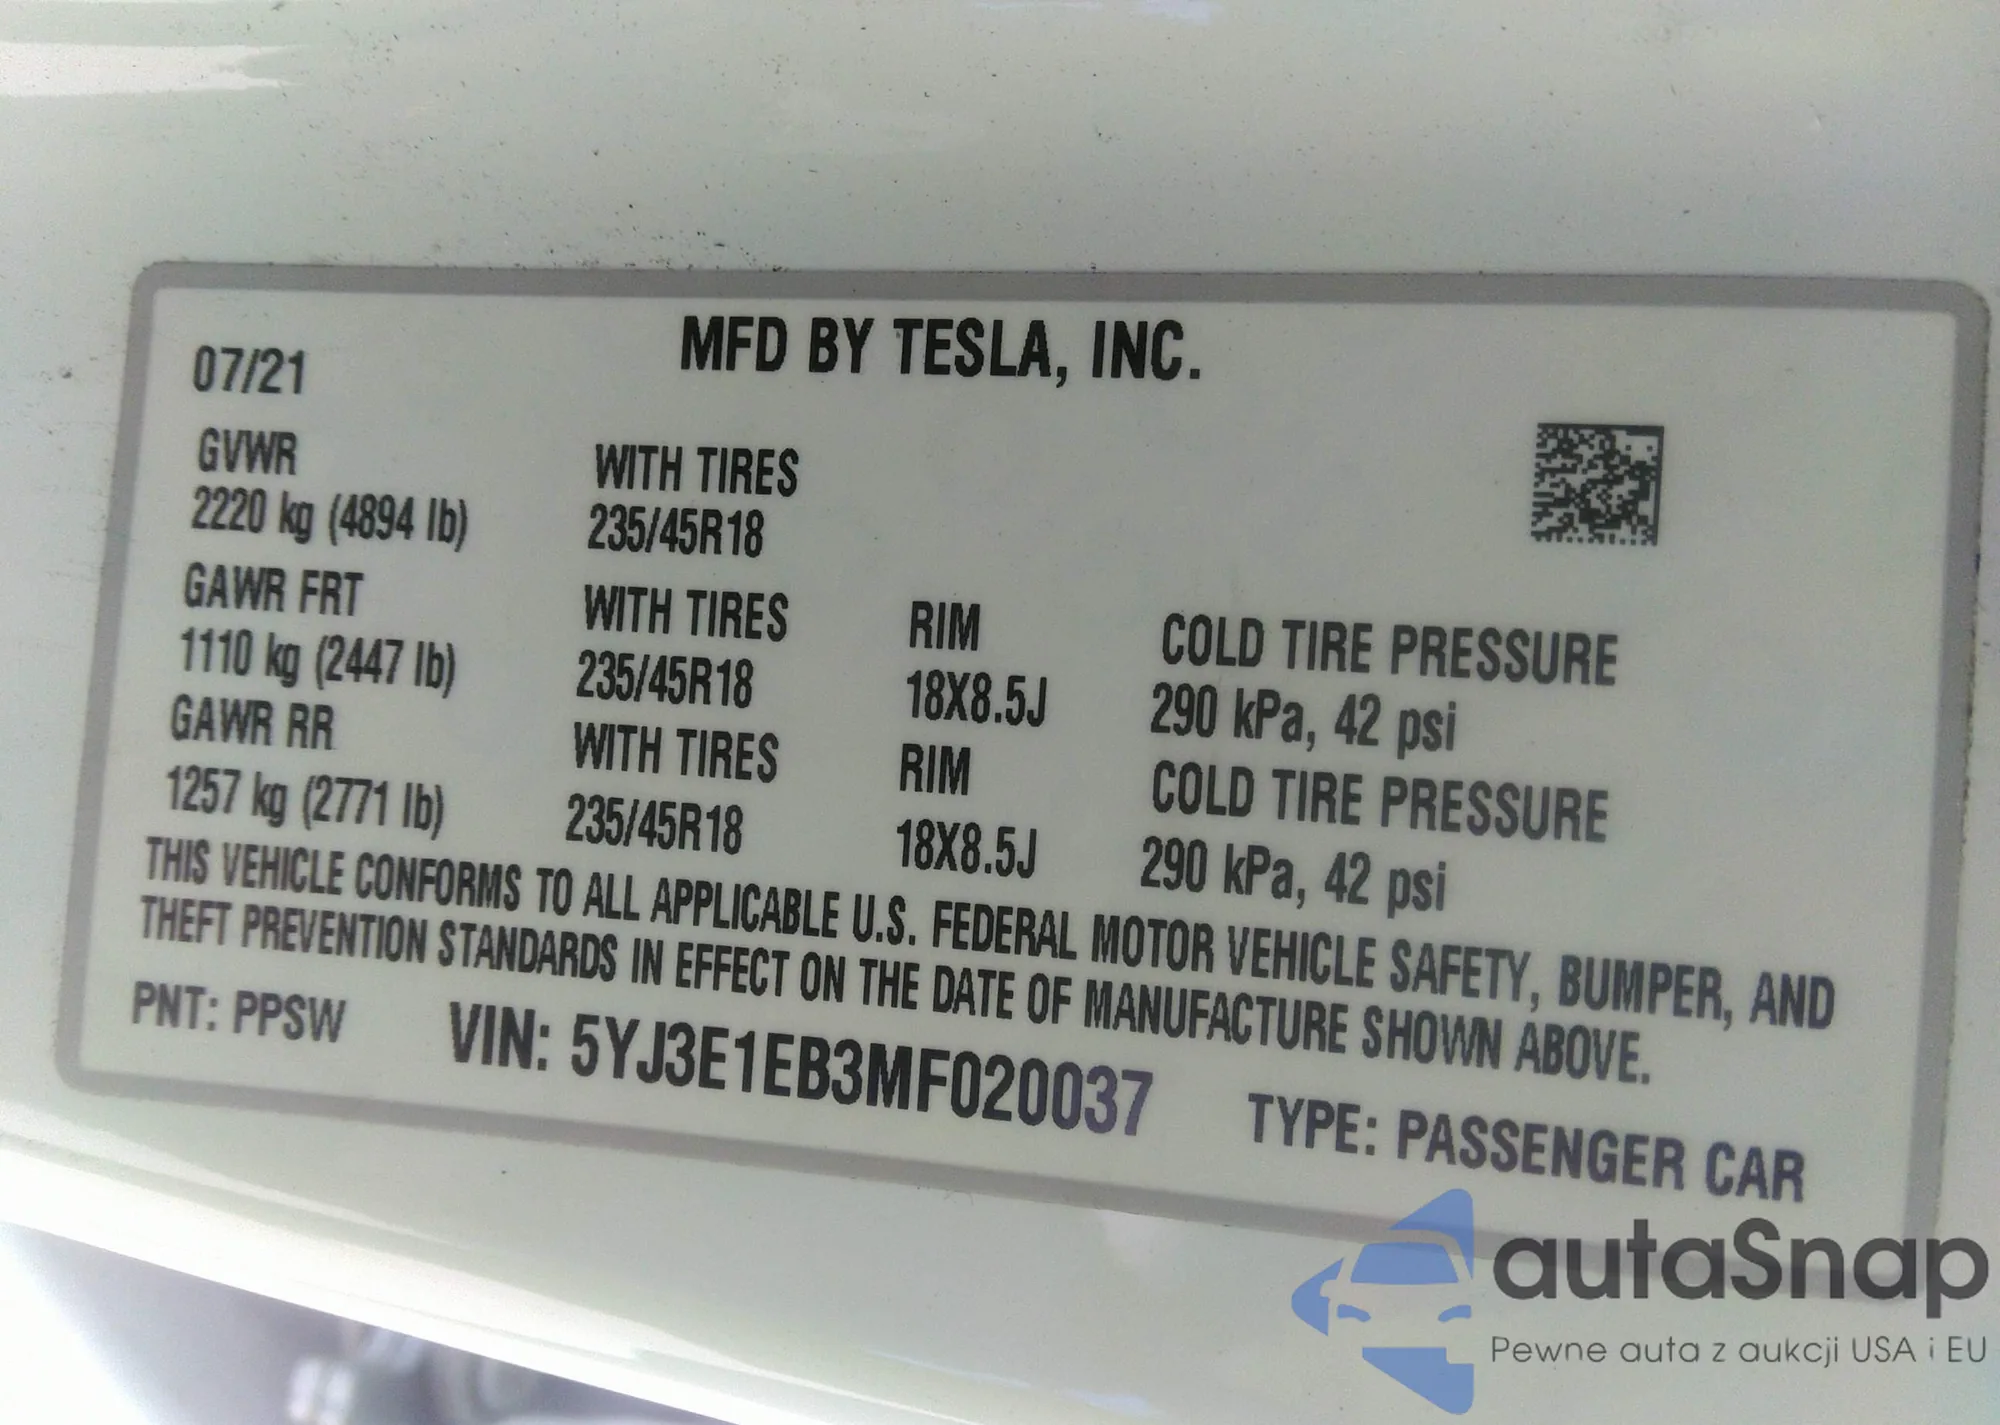 07/21
MFD BY TESLA, INC.
GVWR WITH TIRES
2220 kg (4894 lb) 235/45R18
GAWR FRT WITH TIRES RIM COLD TIRE PRESSURE
1110 kg (2447 lb) 235/45R18 18X8.5J 290 kPa, 42 psi
GAWR RR WITH TIRES RIM COLD TIRE PRESSURE
1257 kg (2771 lb) 235/45R18 18X8.5J 290 kPa, 42 psi
THIS VEHICLE CONFORMS TO ALL APPLICABLE U.S. FEDERAL MOTOR VEHICLE SAFETY, BUMPER, AND
THEFT PREVENTION STANDARDS IN EFFECT ON THE DATE OF MANUFACTURE SHOWN ABOVE.
PNT: PPSW VIN: 5YJ3E1EB3MF020037 TYPE: PASSENGER CAR
autaSnap
Pewne auta z aukcji USA i EU